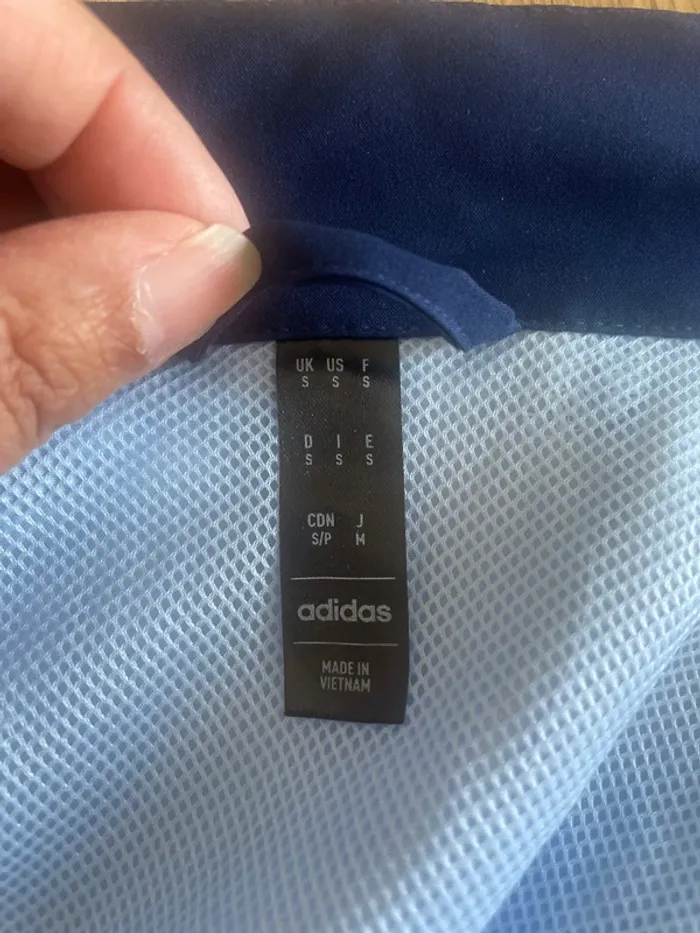 UK US F
S S S
D I E
S S S
CDN J
S/P M
adidas
MADE IN
VIETNAM